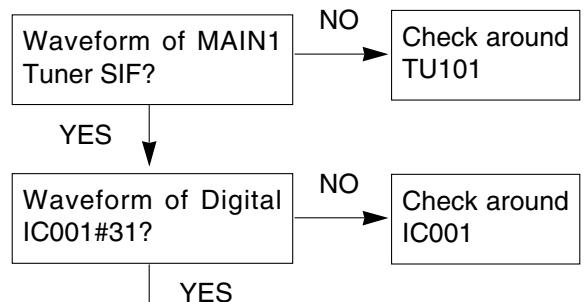 Waveform of MAIN1
Tuner SIF?
NO
Check around
TU101
YES
Waveform of Digital
IC001#31?
NO
Check around
IC001
YES